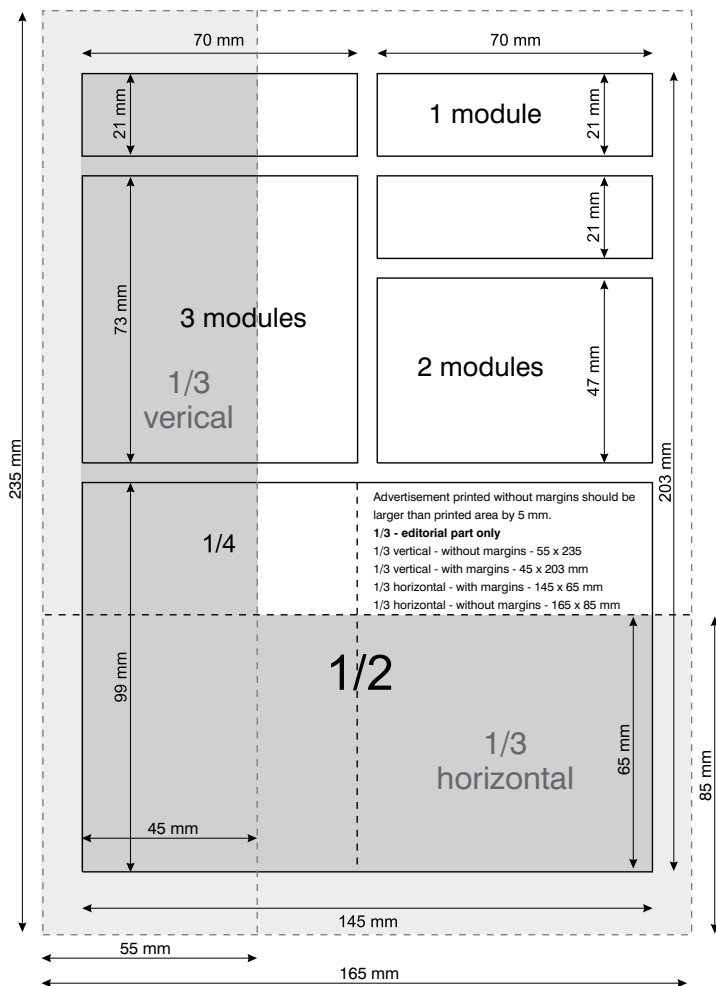 70 mm
70 mm
21 mm
1 module
21 mm
21 mm
73 mm
3 modules
2 modules
47 mm
1/3
verical
235 mm
203 mm
Advertisement printed without margins should be
larger than printed area by 5 mm.
1/3 - editorial part only
1/3 vertical - without margins - 55 x 235
1/3 vertical - with margins - 45 x 203 mm
1/3 horizontal - with margins - 145 x 65 mm
1/3 horizontal - without margins - 165 x 85 mm
1/4
99 mm
1/2
1/3
horizontal
65 mm
85 mm
45 mm
145 mm
55 mm
165 mm